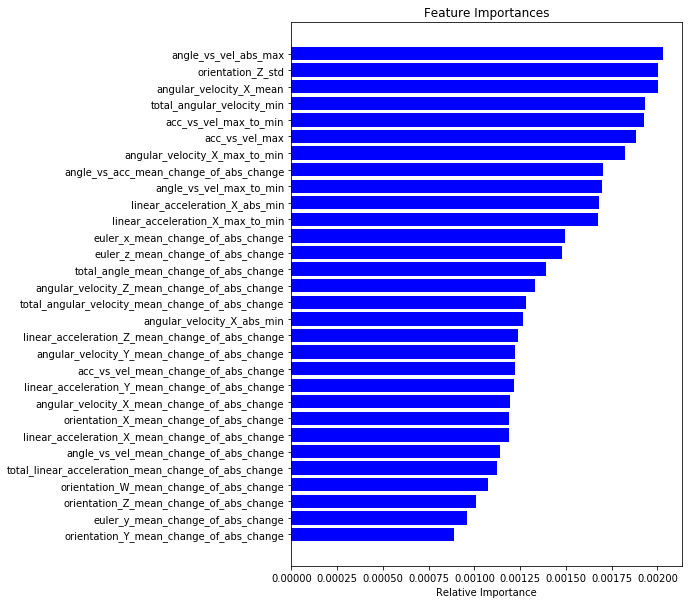 Feature Importances
angle_vs_vel_abs_max
orientation_Z_std
angular_velocity_X_mean
total_angular_velocity_min
acc_vs_vel_max_to_min
acc_vs_vel_max
angular_velocity_X_max_to_min
angle_vs_acc_mean_change_of_abs_change
angle_vs_vel_max_to_min
linear_acceleration_X_abs_min
linear_acceleration_X_max_to_min
euler_x_mean_change_of_abs_change
euler_z_mean_change_of_abs_change
total_angle_mean_change_of_abs_change
angular_velocity_Z_mean_change_of_abs_change
total_angular_velocity_mean_change_of_abs_change
angular_velocity_X_abs_min
linear_acceleration_Z_mean_change_of_abs_change
angular_velocity_Y_mean_change_of_abs_change
acc_vs_vel_mean_change_of_abs_change
linear_acceleration_Y_mean_change_of_abs_change
angular_velocity_X_mean_change_of_abs_change
orientation_X_mean_change_of_abs_change
linear_acceleration_X_mean_change_of_abs_change
angle_vs_vel_mean_change_of_abs_change
total_linear_acceleration_mean_change_of_abs_change
orientation_W_mean_change_of_abs_change
orientation_Z_mean_change_of_abs_change
euler_y_mean_change_of_abs_change
orientation_Y_mean_change_of_abs_change
0.00000 0.00025 0.00050 0.00075 0.00100 0.00125 0.00150 0.00175 0.00200
Relative Importance